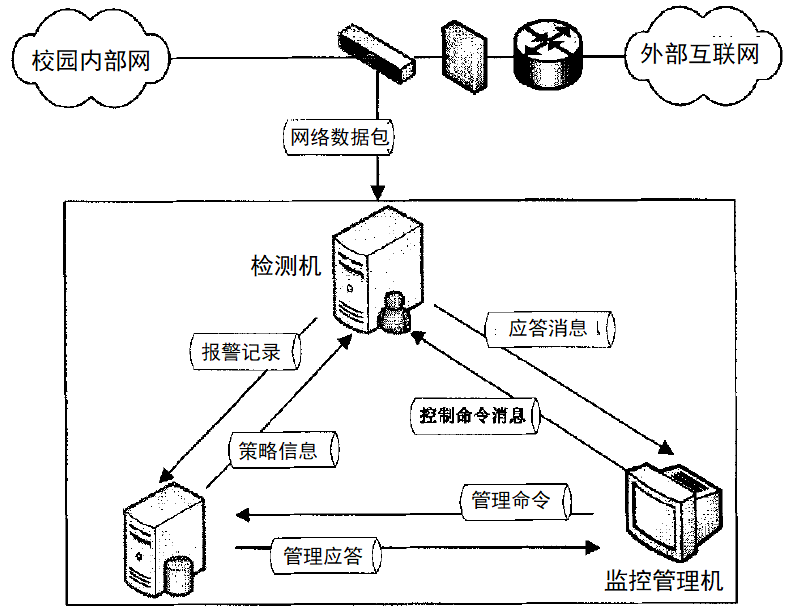 校园内部网
外部互联网
网络数据包
检测机
应答消息
报警记录
控制命令消息
策略信息
管理命令
管理应答
监控管理机